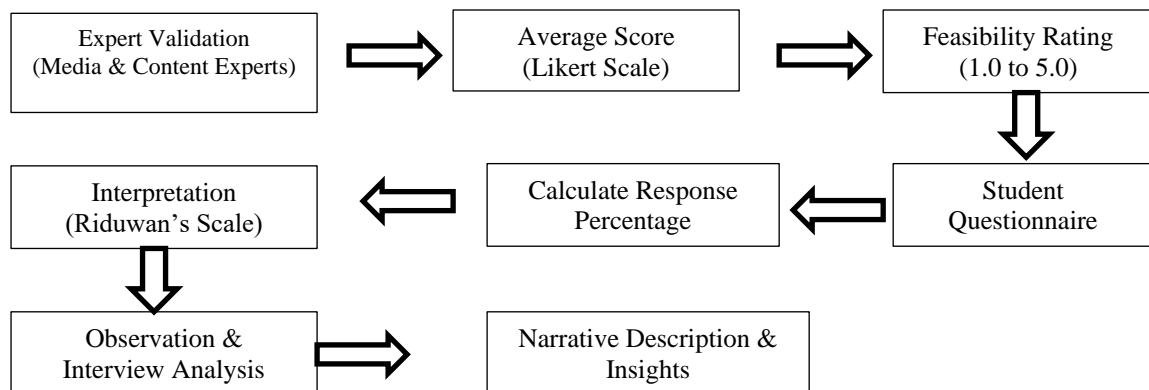 Expert Validation
(Media & Content Experts)
Average Score
(Likert Scale)
Feasibility Rating
(1.0 to 5.0)
Student
Questionnaire
Calculate Response
Percentage
Interpretation
(Riduwan’s Scale)
Observation &
Interview Analysis
Narrative Description &
Insights